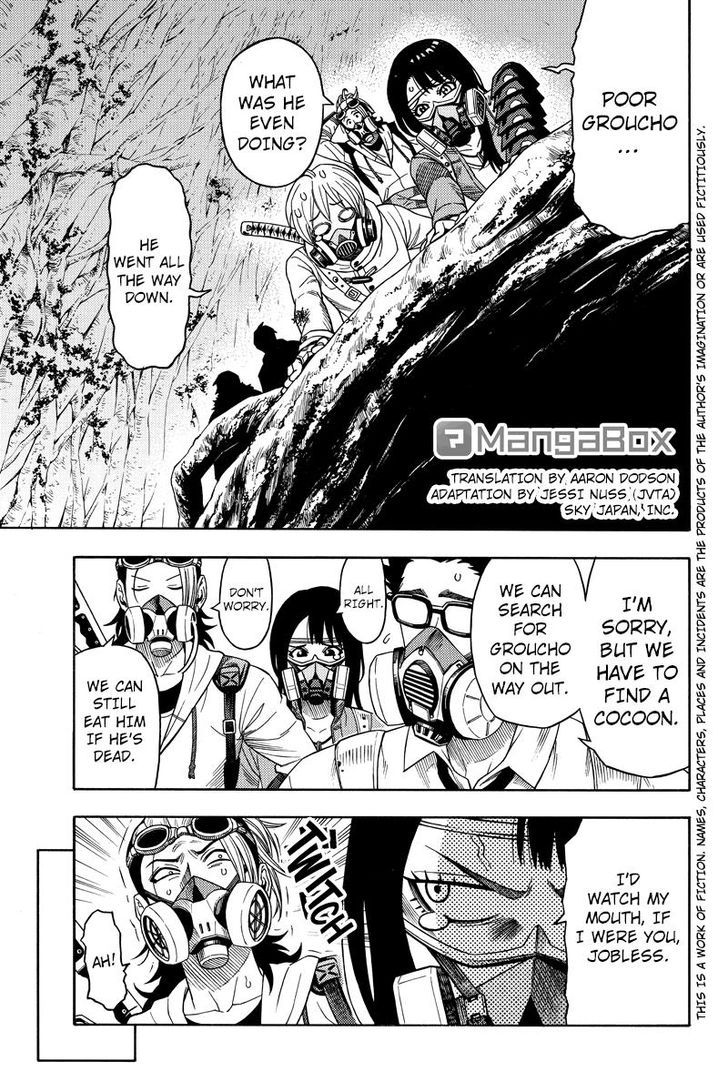 POOR
GROUCHO
...
WHAT
WAS HE
EVEN
DOING?
HE
WENT ALL
THE WAY
DOWN.
MangaBox
TRANSLATION BY AARON DODSON
ADAPTATION BY JESSI NUSS (JVTA)
SKY JAPAN, INC.
I'M
SORRY,
BUT WE
HAVE TO
FIND A
COCOON.
WE CAN
SEARCH
FOR
GROUCHO
ON THE
WAY OUT.
ALL
RIGHT.
DON'T
WORRY.
WE CAN
STILL
EAT HIM
IF HE'S
DEAD.
I'D
WATCH MY
MOUTH, IF
I WERE YOU,
JOBLESS.
TWITCH
AH!
THIS IS A WORK OF FICTION. NAMES, CHARACTERS, PLACES AND INCIDENTS ARE THE PRODUCTS OF THE AUTHOR'S IMAGINATION OR ARE USED FICTITIOUSLY.